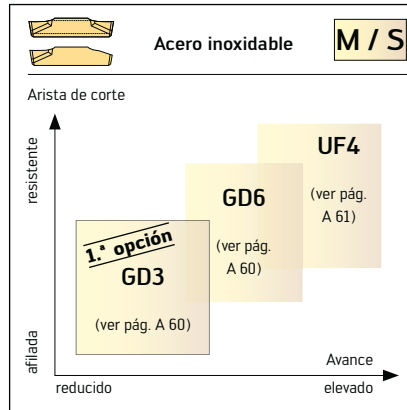 Acero inoxidable
M / S
Arista de corte
resistente
afilada
UF4
(ver pág.
A 61)
GD6
(ver pág.
A 60)
1.ª opción
GD3
(ver pág. A 60)
Avance
reducido
elevado